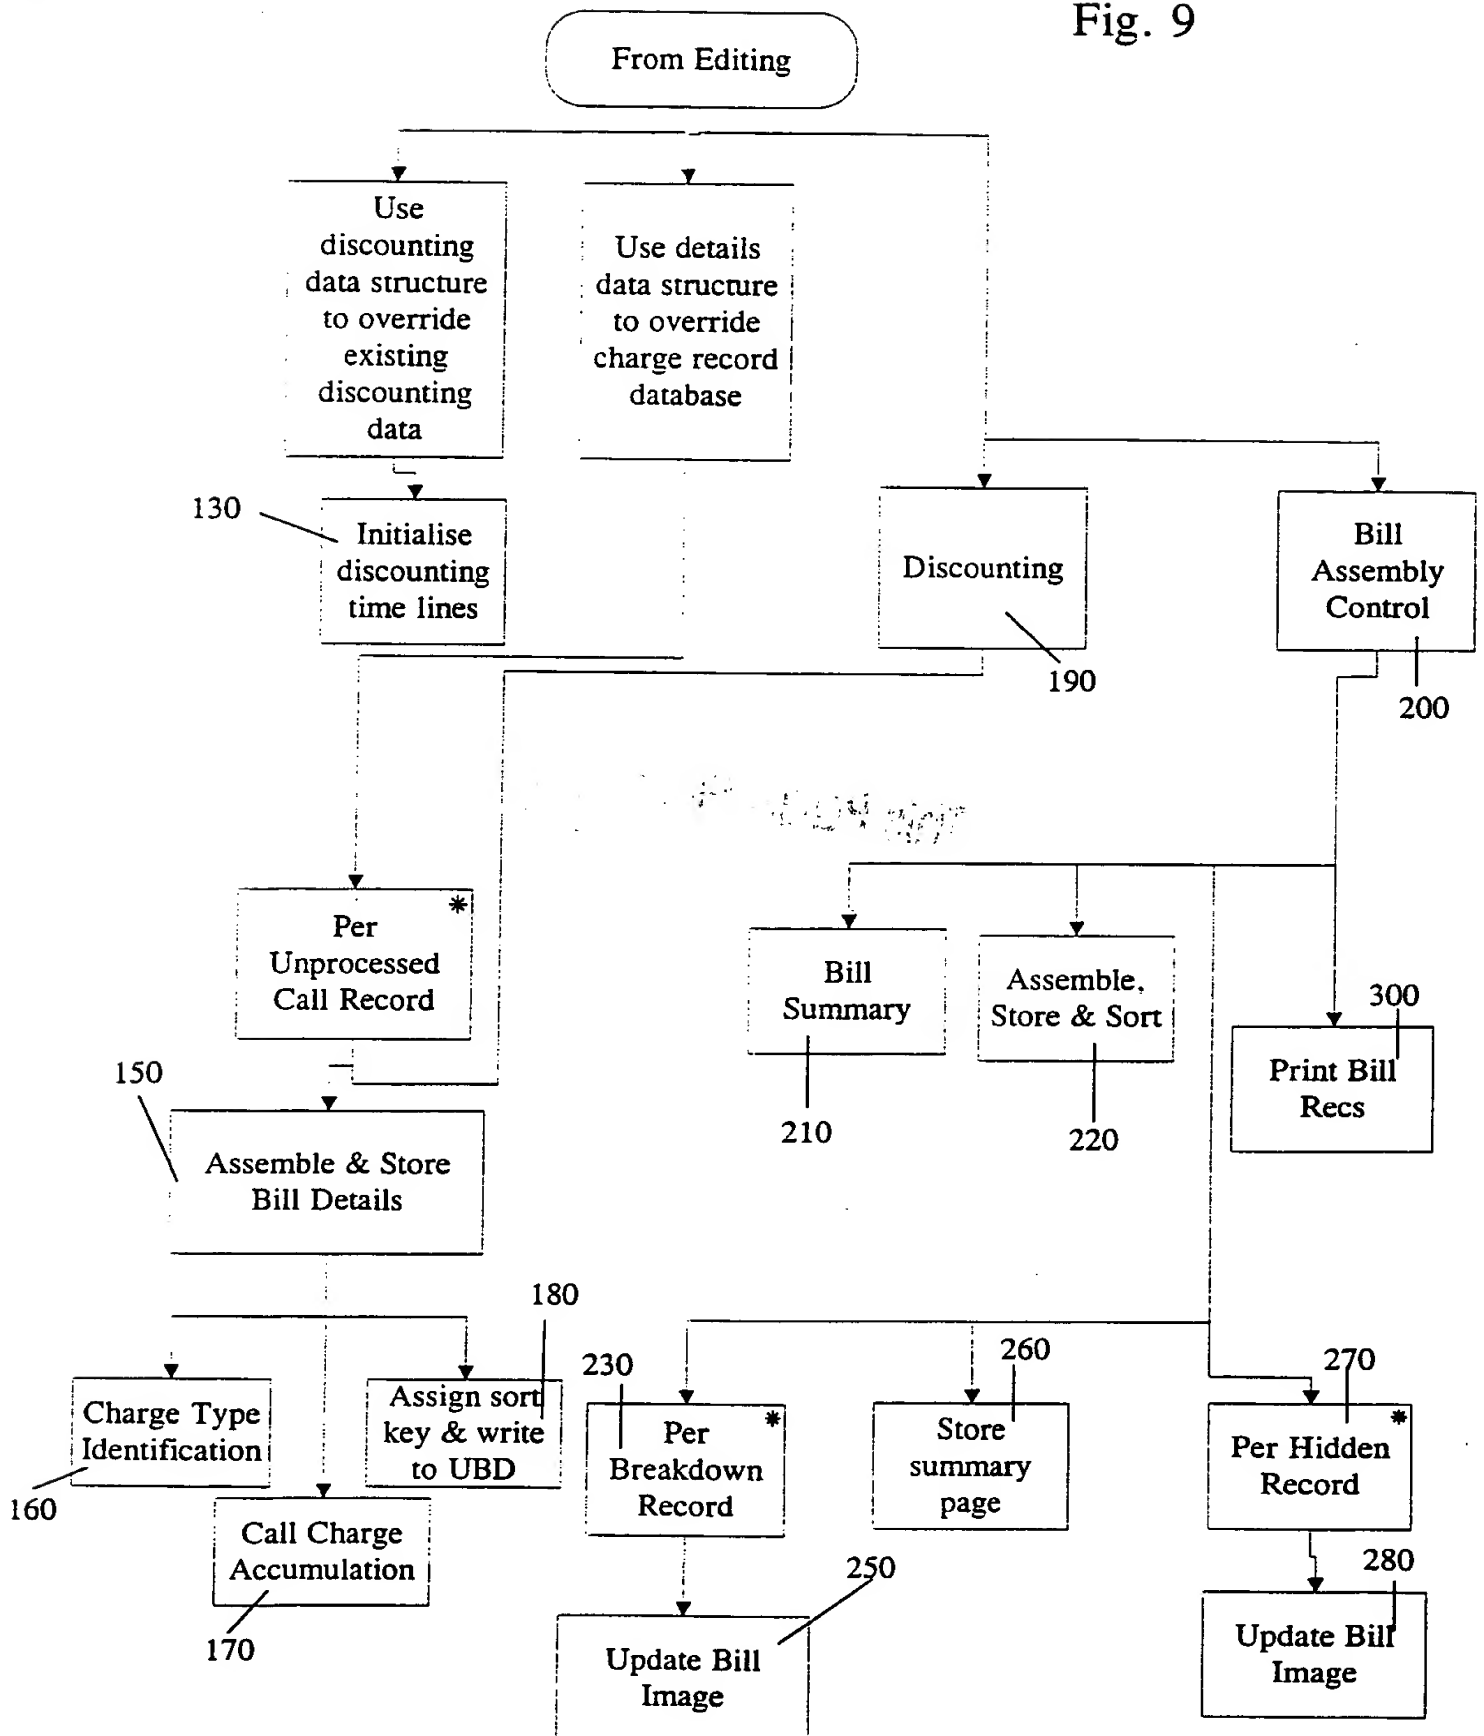 Fig. 9
From Editing
Use
discounting
data structure
to override
existing
discounting
data
Use details
data structure
to override
charge record
database
130
Initialise
discounting
time lines
Discounting
190
Bill
Assembly
Control
200
*
Per
Unprocessed
Call Record
Bill
Summary
210
Assemble,
Store & Sort
220
300
Print Bill
Recs
150
Assemble & Store
Bill Details
180
Charge Type
Identification
160
Assign sort
key & write
to UBD
Call Charge
Accumulation
170
230
*
Per
Breakdown
Record
260
Store
summary
page
270
*
Per Hidden
Record
250
Update Bill
Image
280
Update Bill
Image